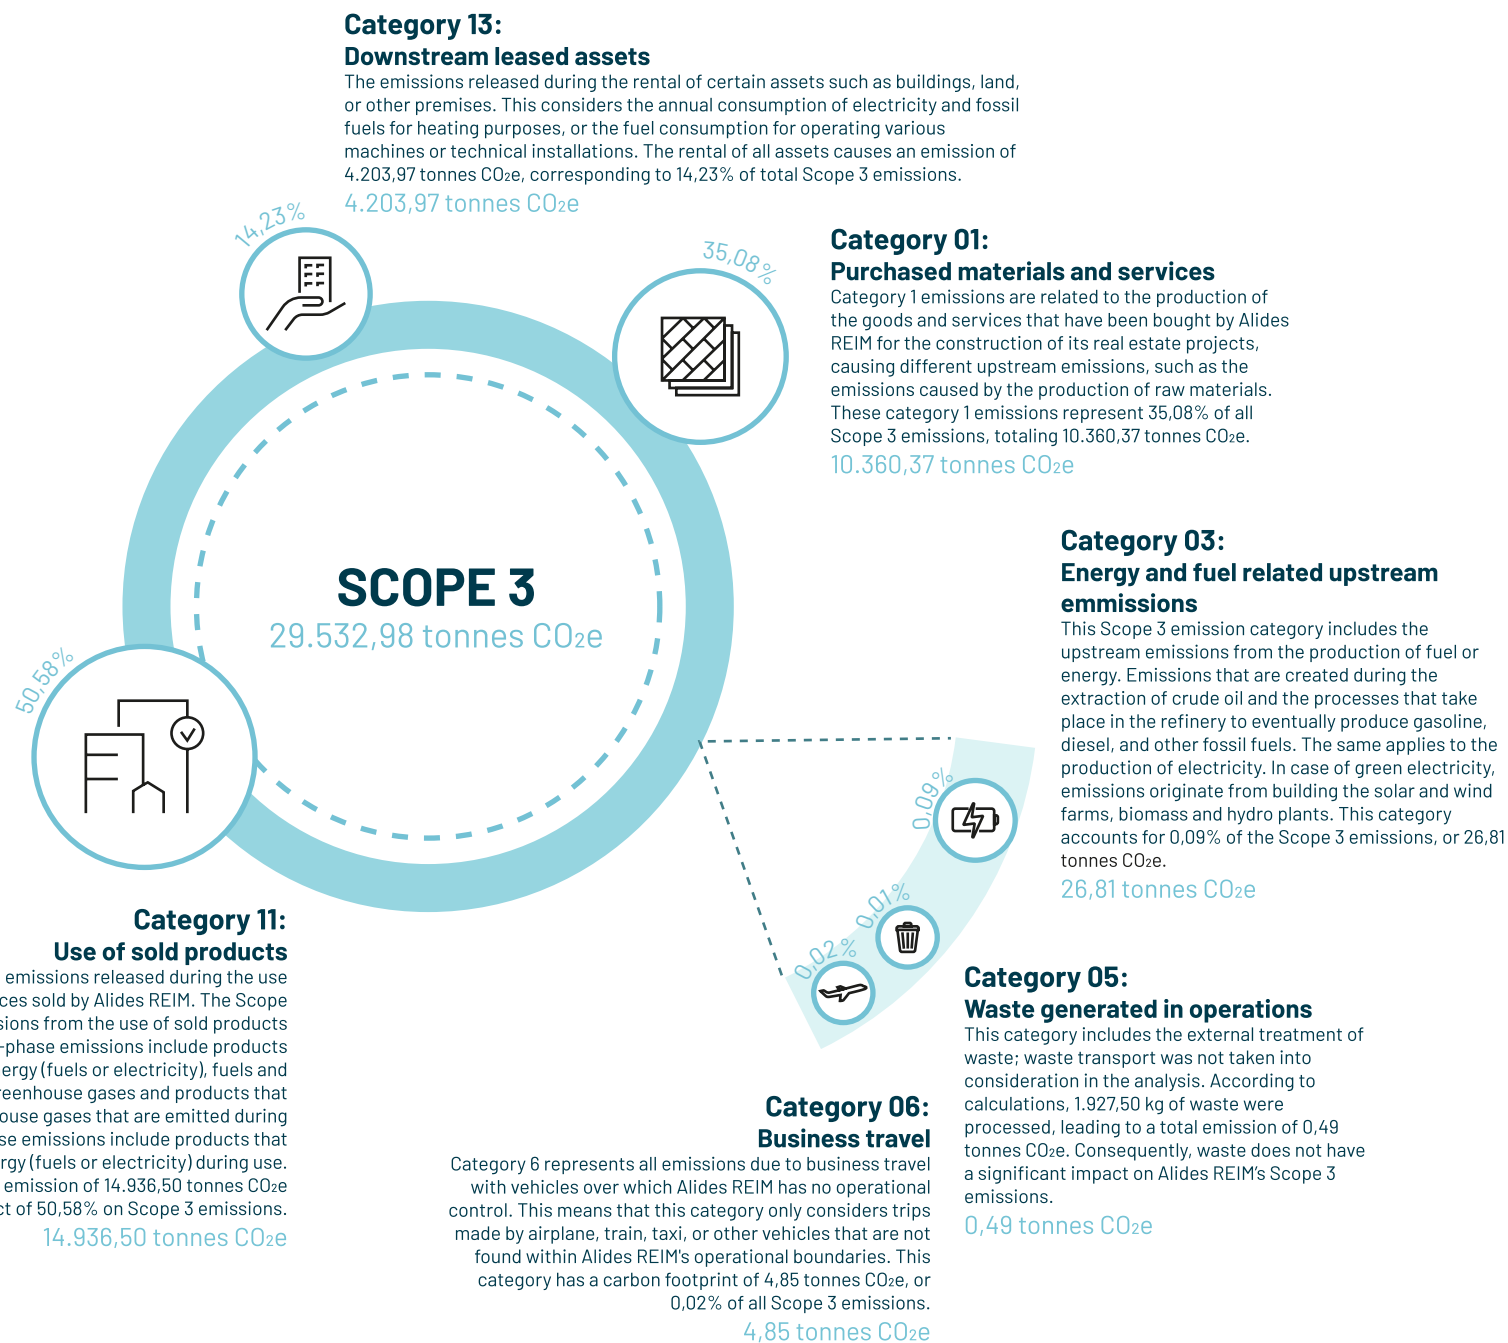 Category 13:
Downstream leased assets
The emissions released during the rental of certain assets such as buildings, land,
or other premises. This considers the annual consumption of electricity and fossil
fuels for heating purposes, or the fuel consumption for operating various
machines or technical installations. The rental of all assets causes an emission of
4.203,97 tonnes CO2e, corresponding to 14,23% of total Scope 3 emissions.
4.203,97 tonnes CO2e
14,23%
35,08%
Category 01:
Purchased materials and services
Category 1 emissions are related to the production of
the goods and services that have been bought by Alides
REIM for the construction of its real estate projects,
causing different upstream emissions, such as the
emissions caused by the production of raw materials.
These category 1 emissions represent 35,08% of all
Scope 3 emissions, totaling 10.360,37 tonnes CO2e.
10.360,37 tonnes CO2e
SCOPE 3
29.532,98 tonnes CO2e
50,58%
Category 03:
Energy and fuel related upstream
emmissions
This Scope 3 emission category includes the
upstream emissions from the production of fuel or
energy. Emissions that are created during the
extraction of crude oil and the processes that take
place in the refinery to eventually produce gasoline,
diesel, and other fossil fuels. The same applies to the
production of electricity. In case of green electricity,
emissions originate from building the solar and wind
farms, biomass and hydro plants. This category
accounts for 0,09% of the Scope 3 emissions, or 26,81
tonnes CO2e.
26,81 tonnes CO2e
0,09%
0,01%
0,02%
Category 11:
Use of sold products
emissions released during the use
sold by Alides REIM. The Scope
from the use of sold products
-phase emissions include products
(fuels or electricity), fuels and
gases and products that
gases that are emitted during
emissions include products that
(fuels or electricity) during use.
emission of 14.936,50 tonnes CO2e
of 50,58% on Scope 3 emissions.
14.936,50 tonnes CO2e
Category 05:
Waste generated in operations
This category includes the external treatment of
waste; waste transport was not taken into
consideration in the analysis. According to
calculations, 1.927,50 kg of waste were
processed, leading to a total emission of 0,49
tonnes CO2e. Consequently, waste does not have
a significant impact on Alides REIM's Scope 3
emissions.
0,49 tonnes CO2e
Category 06:
Business travel
Category 6 represents all emissions due to business travel
with vehicles over which Alides REIM has no operational
control. This means that this category only considers trips
made by airplane, train, taxi, or other vehicles that are not
found within Alides REIM's operational boundaries. This
category has a carbon footprint of 4,85 tonnes CO2e, or
0,02% of all Scope 3 emissions.
4,85 tonnes CO2e